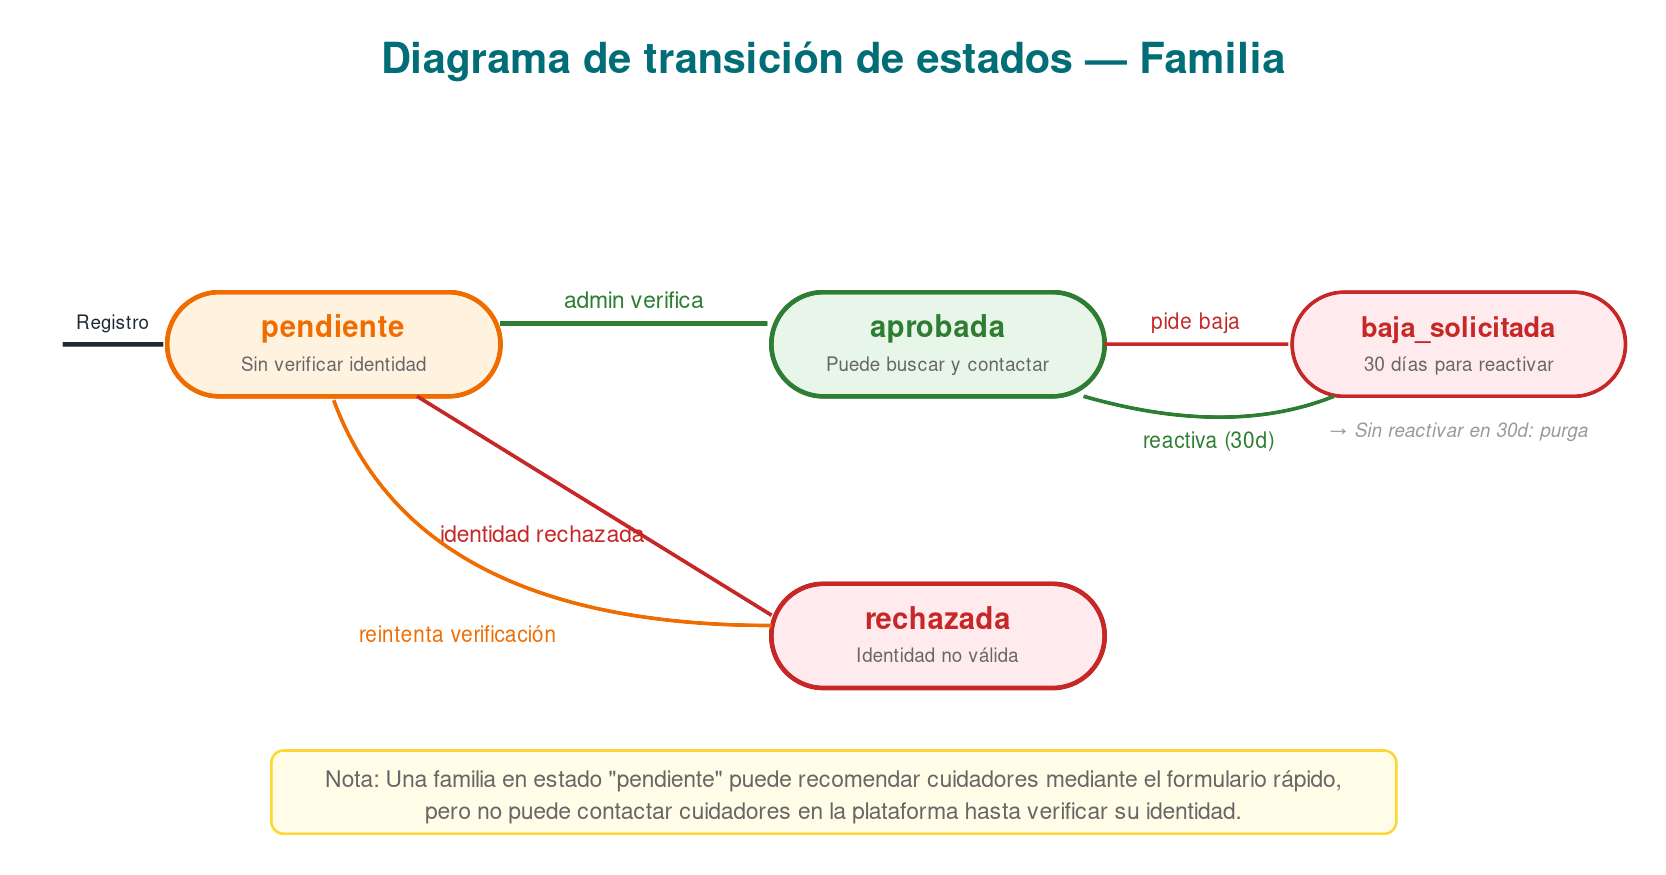 Diagrama de transición de estados — Familia
Registro
pendiente
Sin verificar identidad
admin verifica
aprobada
Puede buscar y contactar
pide baja
baja_solicitada
30 días para reactivar
reactiva (30d)
→ Sin reactivar en 30d: purga
identidad rechazada
reintenta verificación
rechazada
Identidad no válida
Nota: Una familia en estado "pendiente" puede recomendar cuidadores mediante el formulario rápido,
pero no puede contactar cuidadores en la plataforma hasta verificar su identidad.